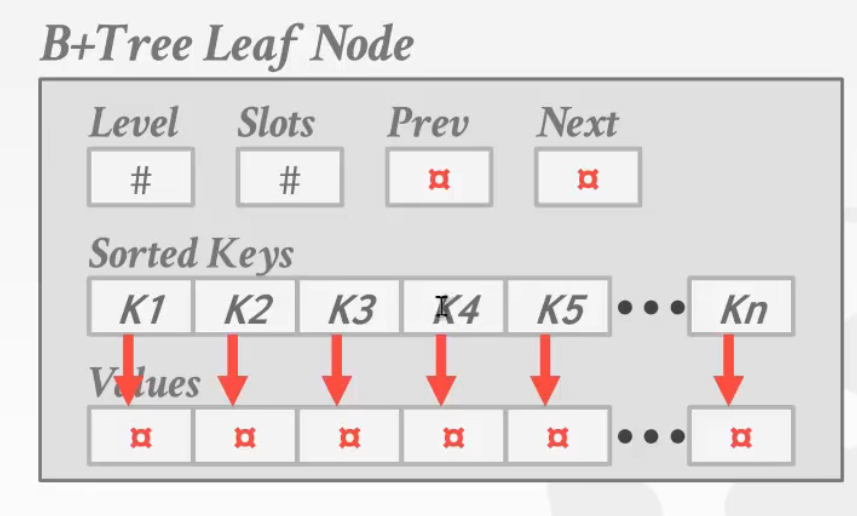 B+Tree Leaf Node
Level Slots Prev Next
# # ¤ ¤
Sorted Keys
K1 K2 K3 K4 K5 ••• Kn
Values
¤ ¤ ¤ ¤ ¤ ••• ¤